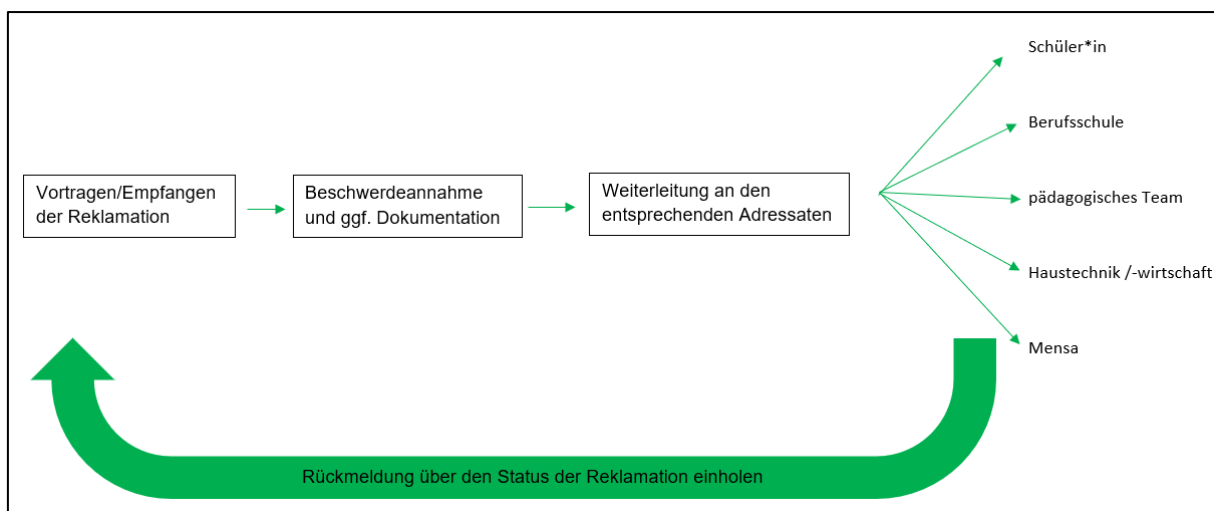 Vortragen/Empfangen
der Reklamation
Beschwerdeannahme
und ggf. Dokumentation
Weiterleitung an den
entsprechenden Adressaten
Schüler*in
Berufsschule
pädagogisches Team
Haustechnik /-wirtschaft
Mensa
Rückmeldung über den Status der Reklamation einholen